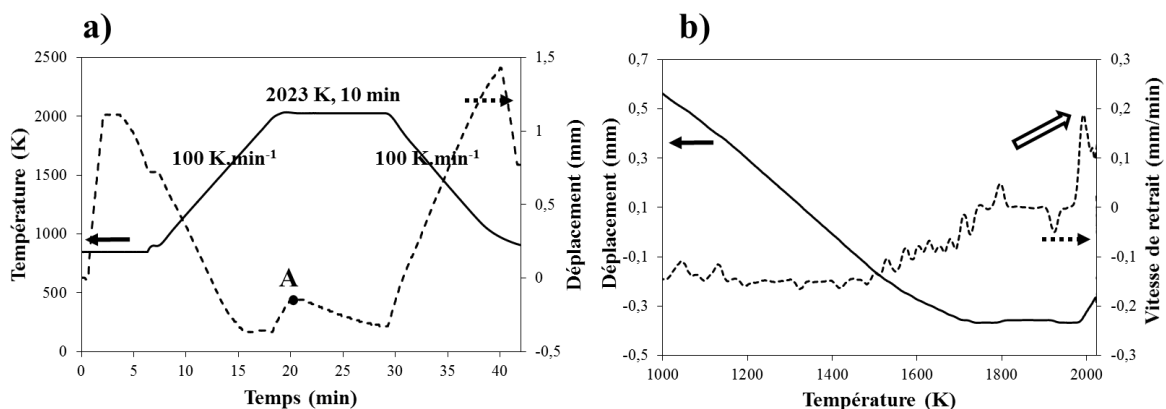 a)
2500
2000
1500
1000
500
0
Température (K)
0 5 10 15 20 25 30 35 40
Temps (min)
1,5
1
0,5
0
-0,5
Déplacement (mm)
2023 K, 10 min
100 K.min-1
100 K.min-1
A
b)
0,7
0,5
0,3
0,1
-0,1
-0,3
-0,5
Déplacement (mm)
1000 1200 1400 1600 1800 2000
Température (K)
0,3
0,2
0,1
0
-0,1
-0,2
-0,3
Vitesse de retrait (mm/min)